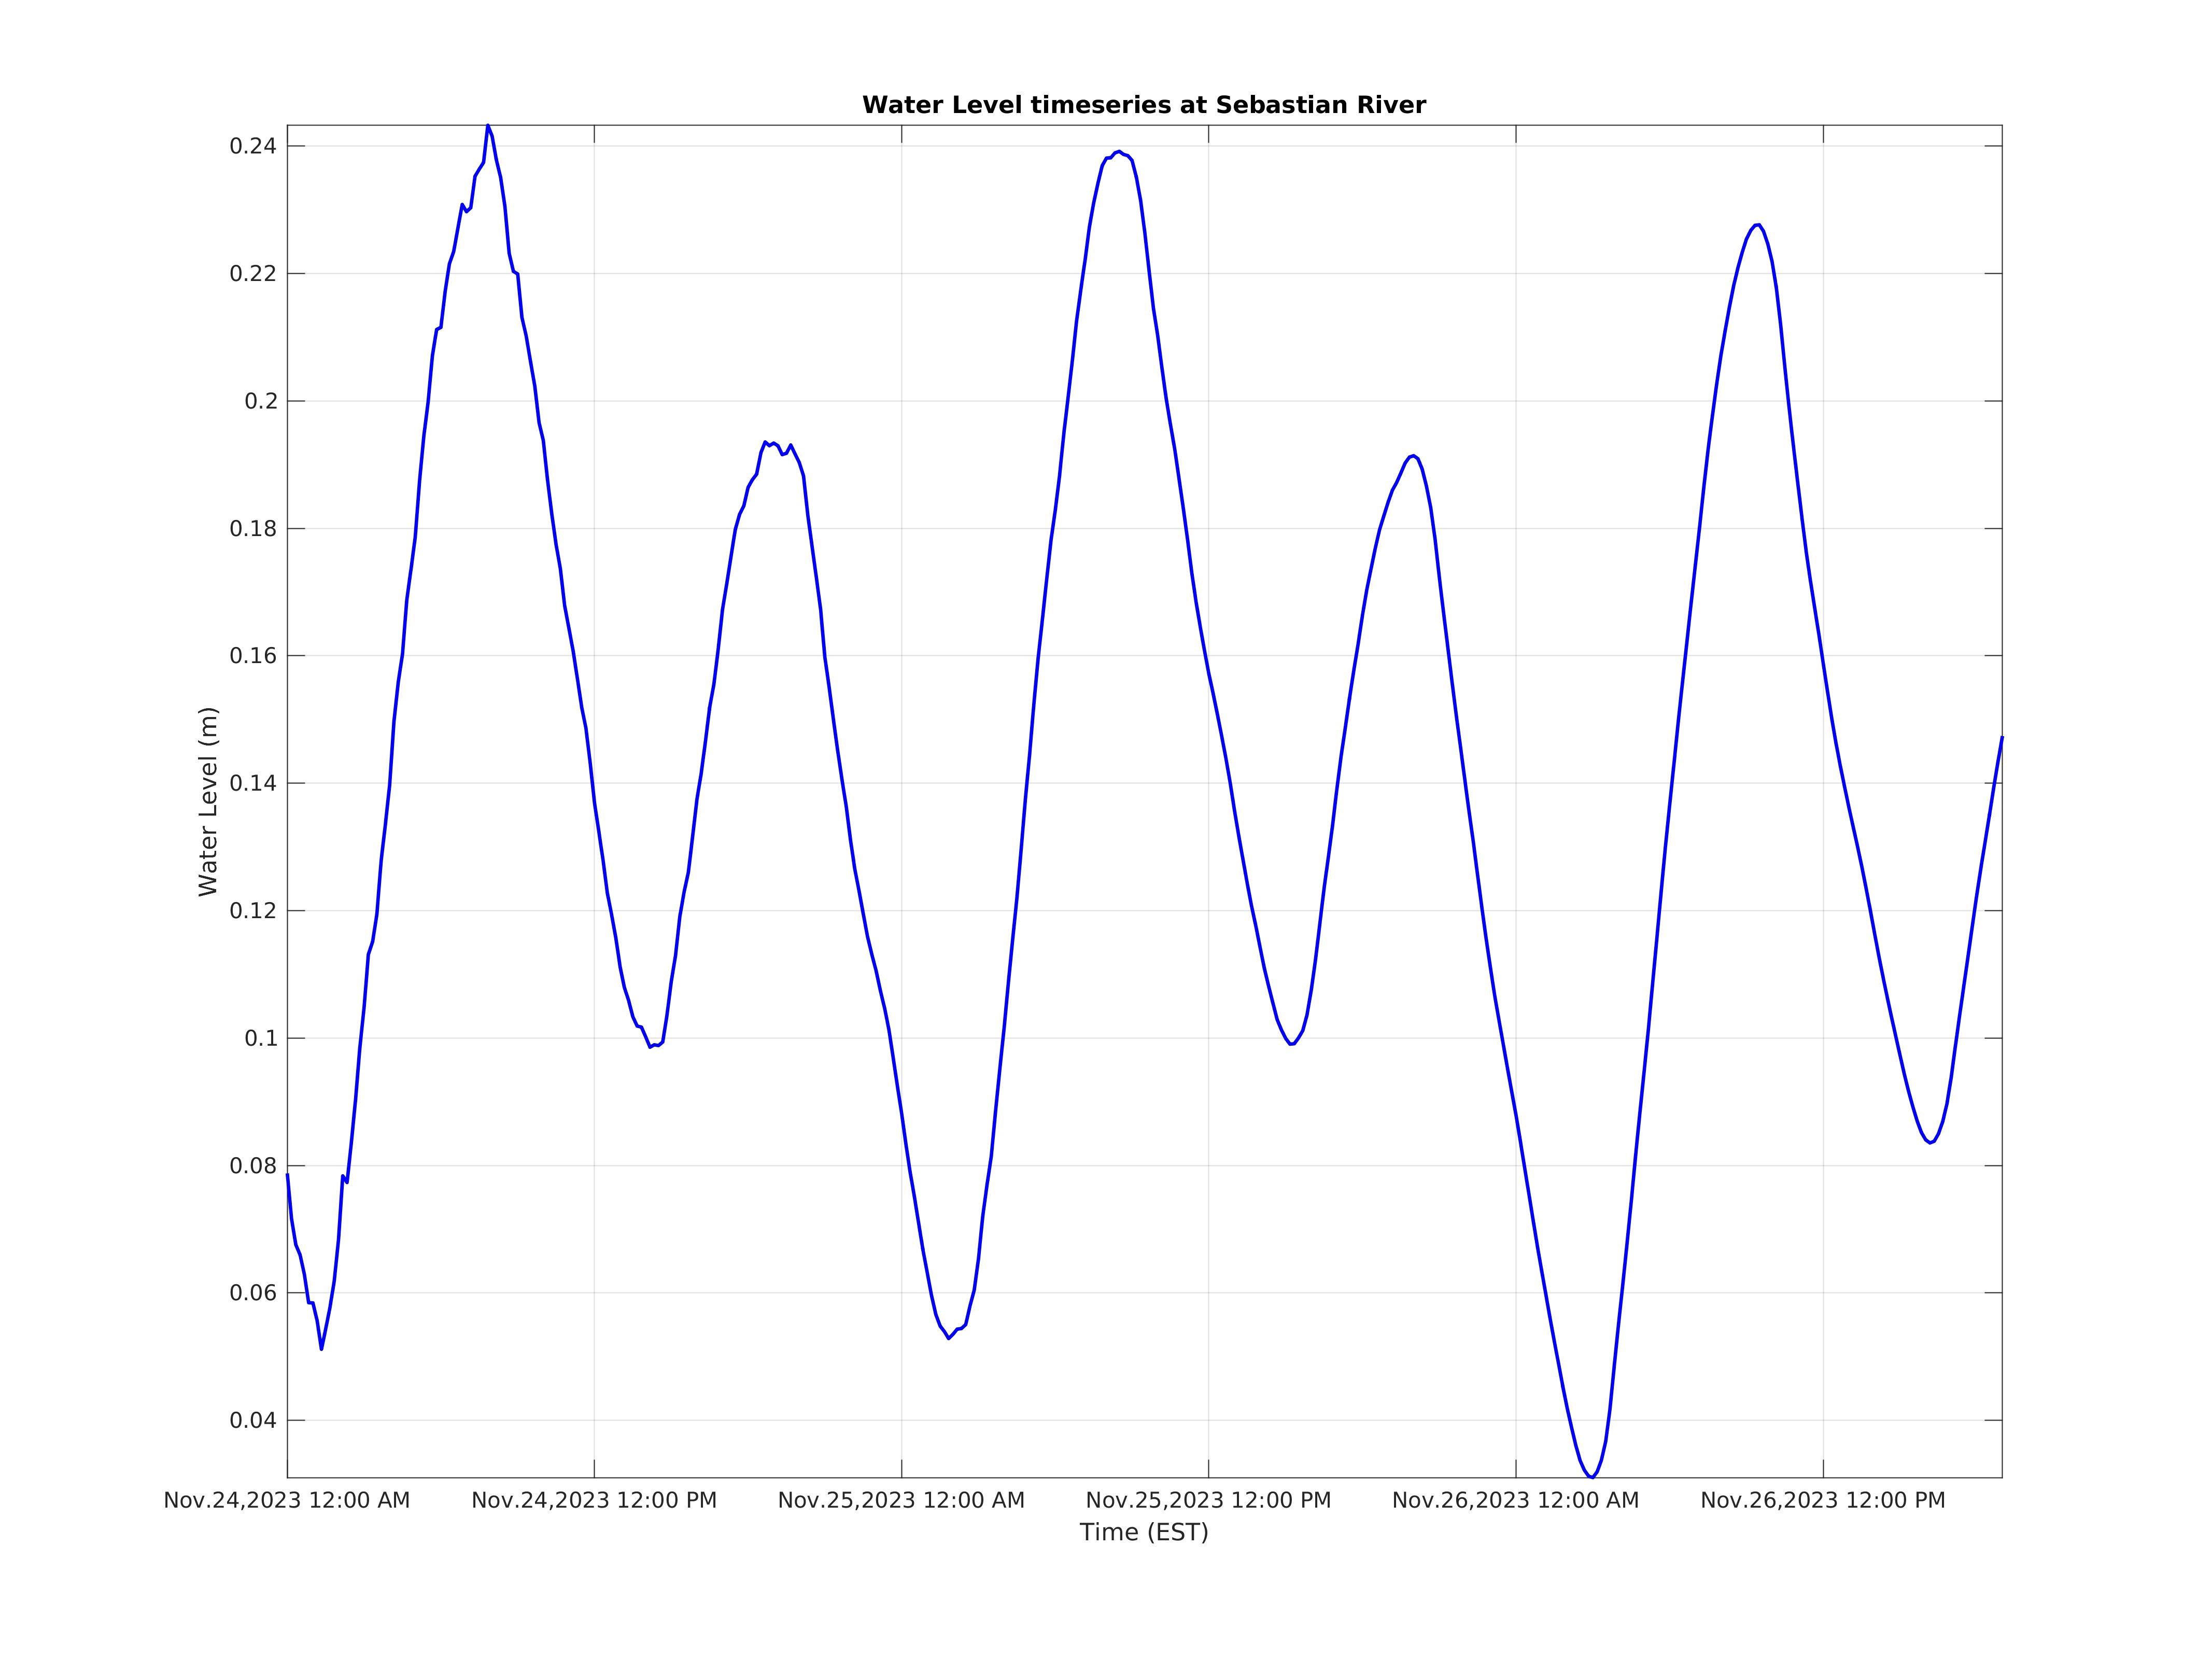 Water Level timeseries at Sebastian River
0.24
0.22
0.2
0.18
0.16
0.14
0.12
0.1
0.08
0.06
0.04
Water Level (m)
Nov.24,2023 12:00 AM
Nov.24,2023 12:00 PM
Nov.25,2023 12:00 AM
Nov.25,2023 12:00 PM
Nov.26,2023 12:00 AM
Nov.26,2023 12:00 PM
Time (EST)